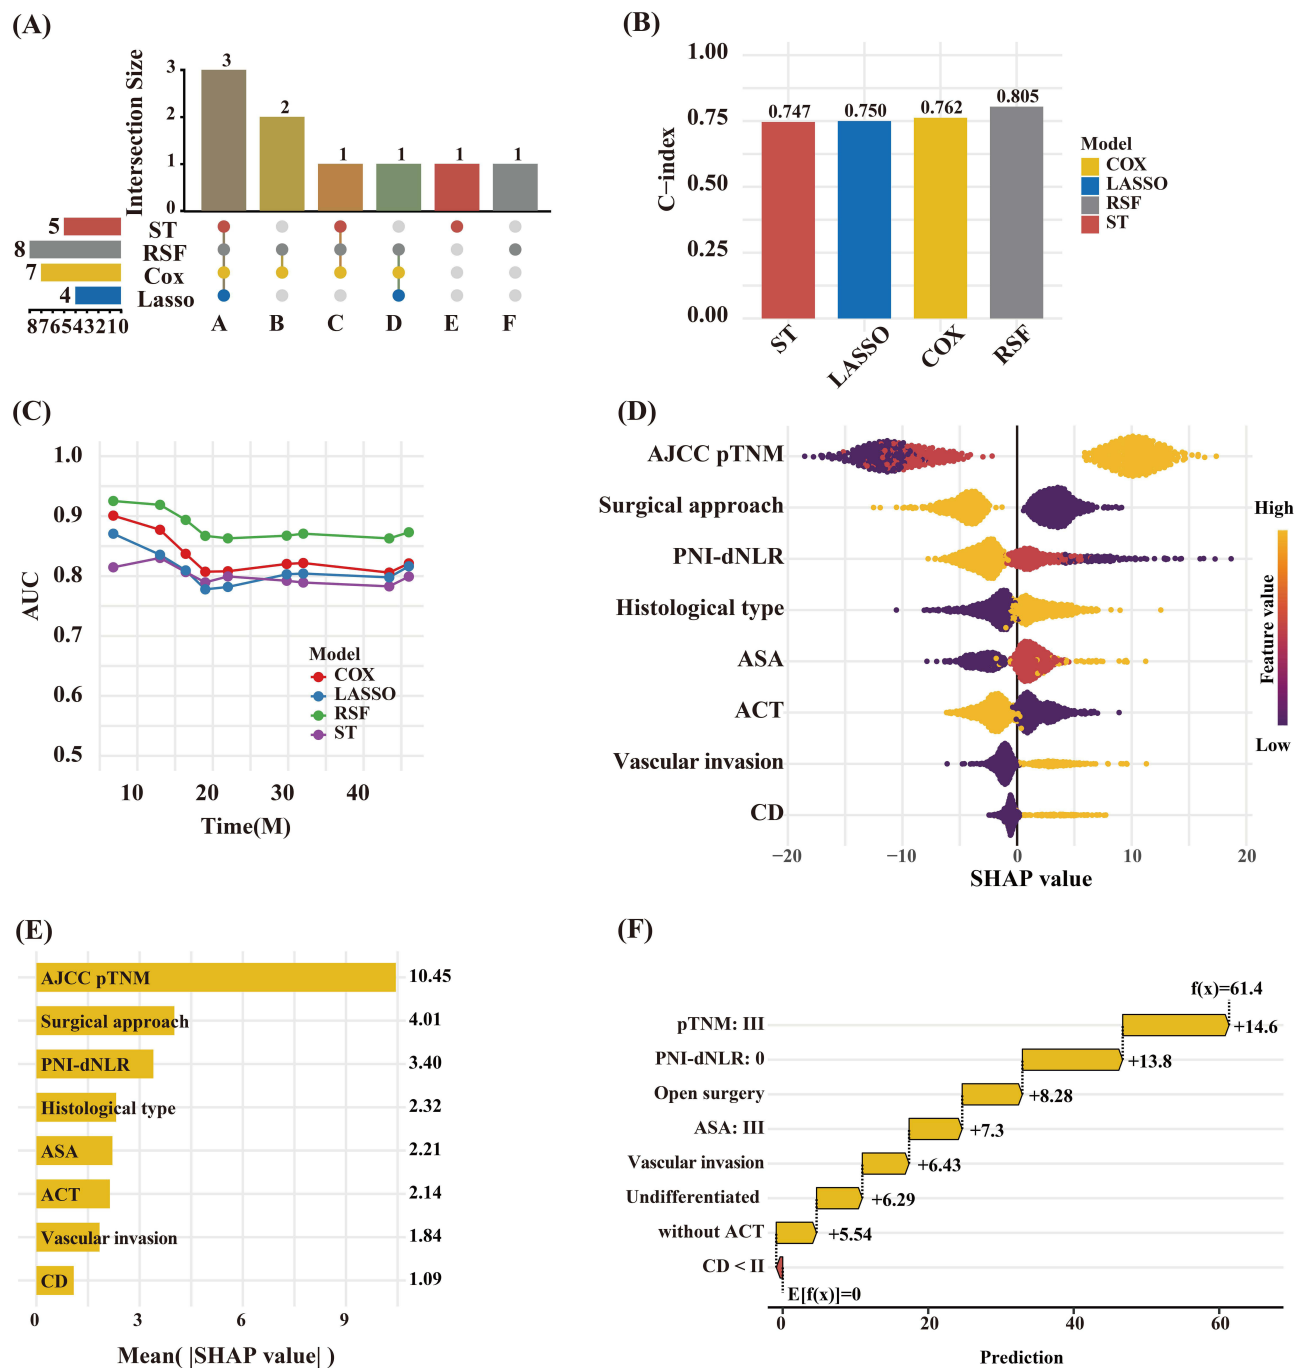 (A)
Intersection Size
3
2
1
0
3
2
1
1
1
1
5
ST
8
RSF
7
Cox
4
Lasso
876543210
A B C D E F
(B)
C−index
1.00
0.75
0.50
0.25
0.00
0.747
0.750
0.762
0.805
ST
LASSO
COX
RSF
Model
COX
LASSO
RSF
ST
(C)
AUC
1.0
0.9
0.8
0.7
0.6
0.5
Model
COX
LASSO
RSF
ST
10 20 30 40
Time(M)
(D)
AJCC pTNM
Surgical approach
PNI-dNLR
Histological type
ASA
ACT
Vascular invasion
CD
−20 −10 0 10 20
SHAP value
High
Feature value
Low
(E)
AJCC pTNM 10.45
Surgical approach 4.01
PNI-dNLR 3.40
Histological type 2.32
ASA 2.21
ACT 2.14
Vascular invasion 1.84
CD 1.09
0 3 6 9
Mean( |SHAP value| )
(F)
f(x)=61.4
pTNM: III +14.6
PNI-dNLR: 0 +13.8
Open surgery +8.28
ASA: III +7.3
Vascular invasion +6.43
Undifferentiated +6.29
without ACT +5.54
CD < II
E[f(x)]=0
0 20 40 60
Prediction